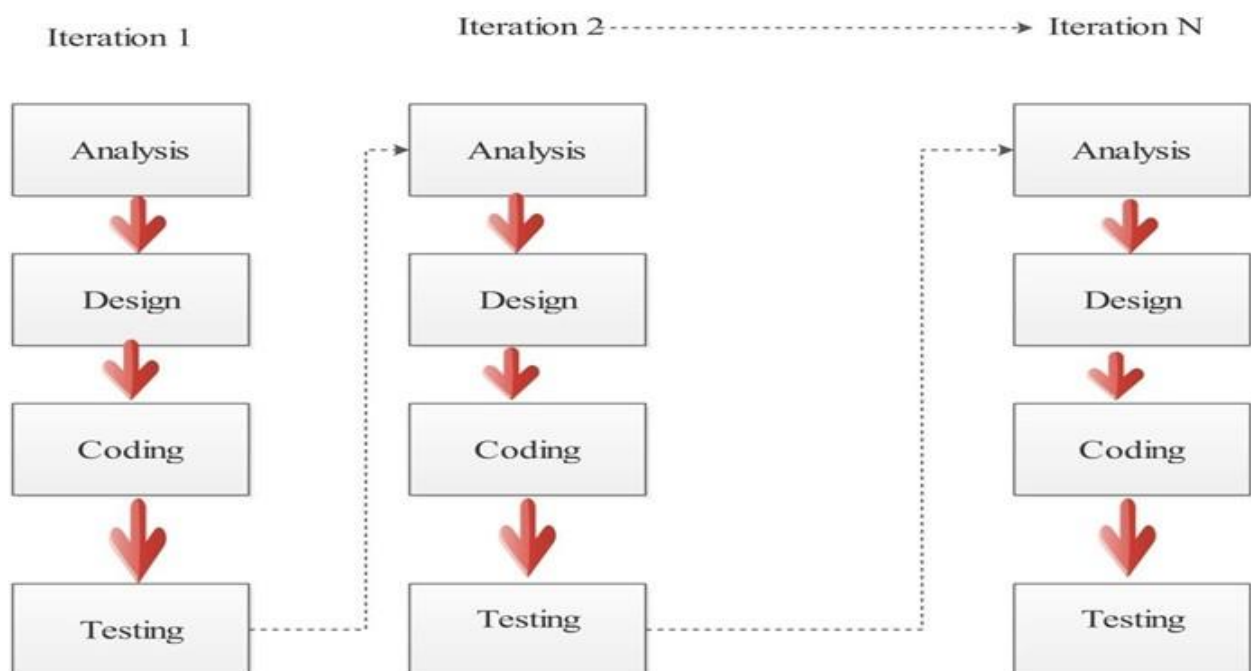 Iteration 1
Iteration 2
Iteration N
Analysis
Design
Coding
Testing
Analysis
Design
Coding
Testing
Analysis
Design
Coding
Testing